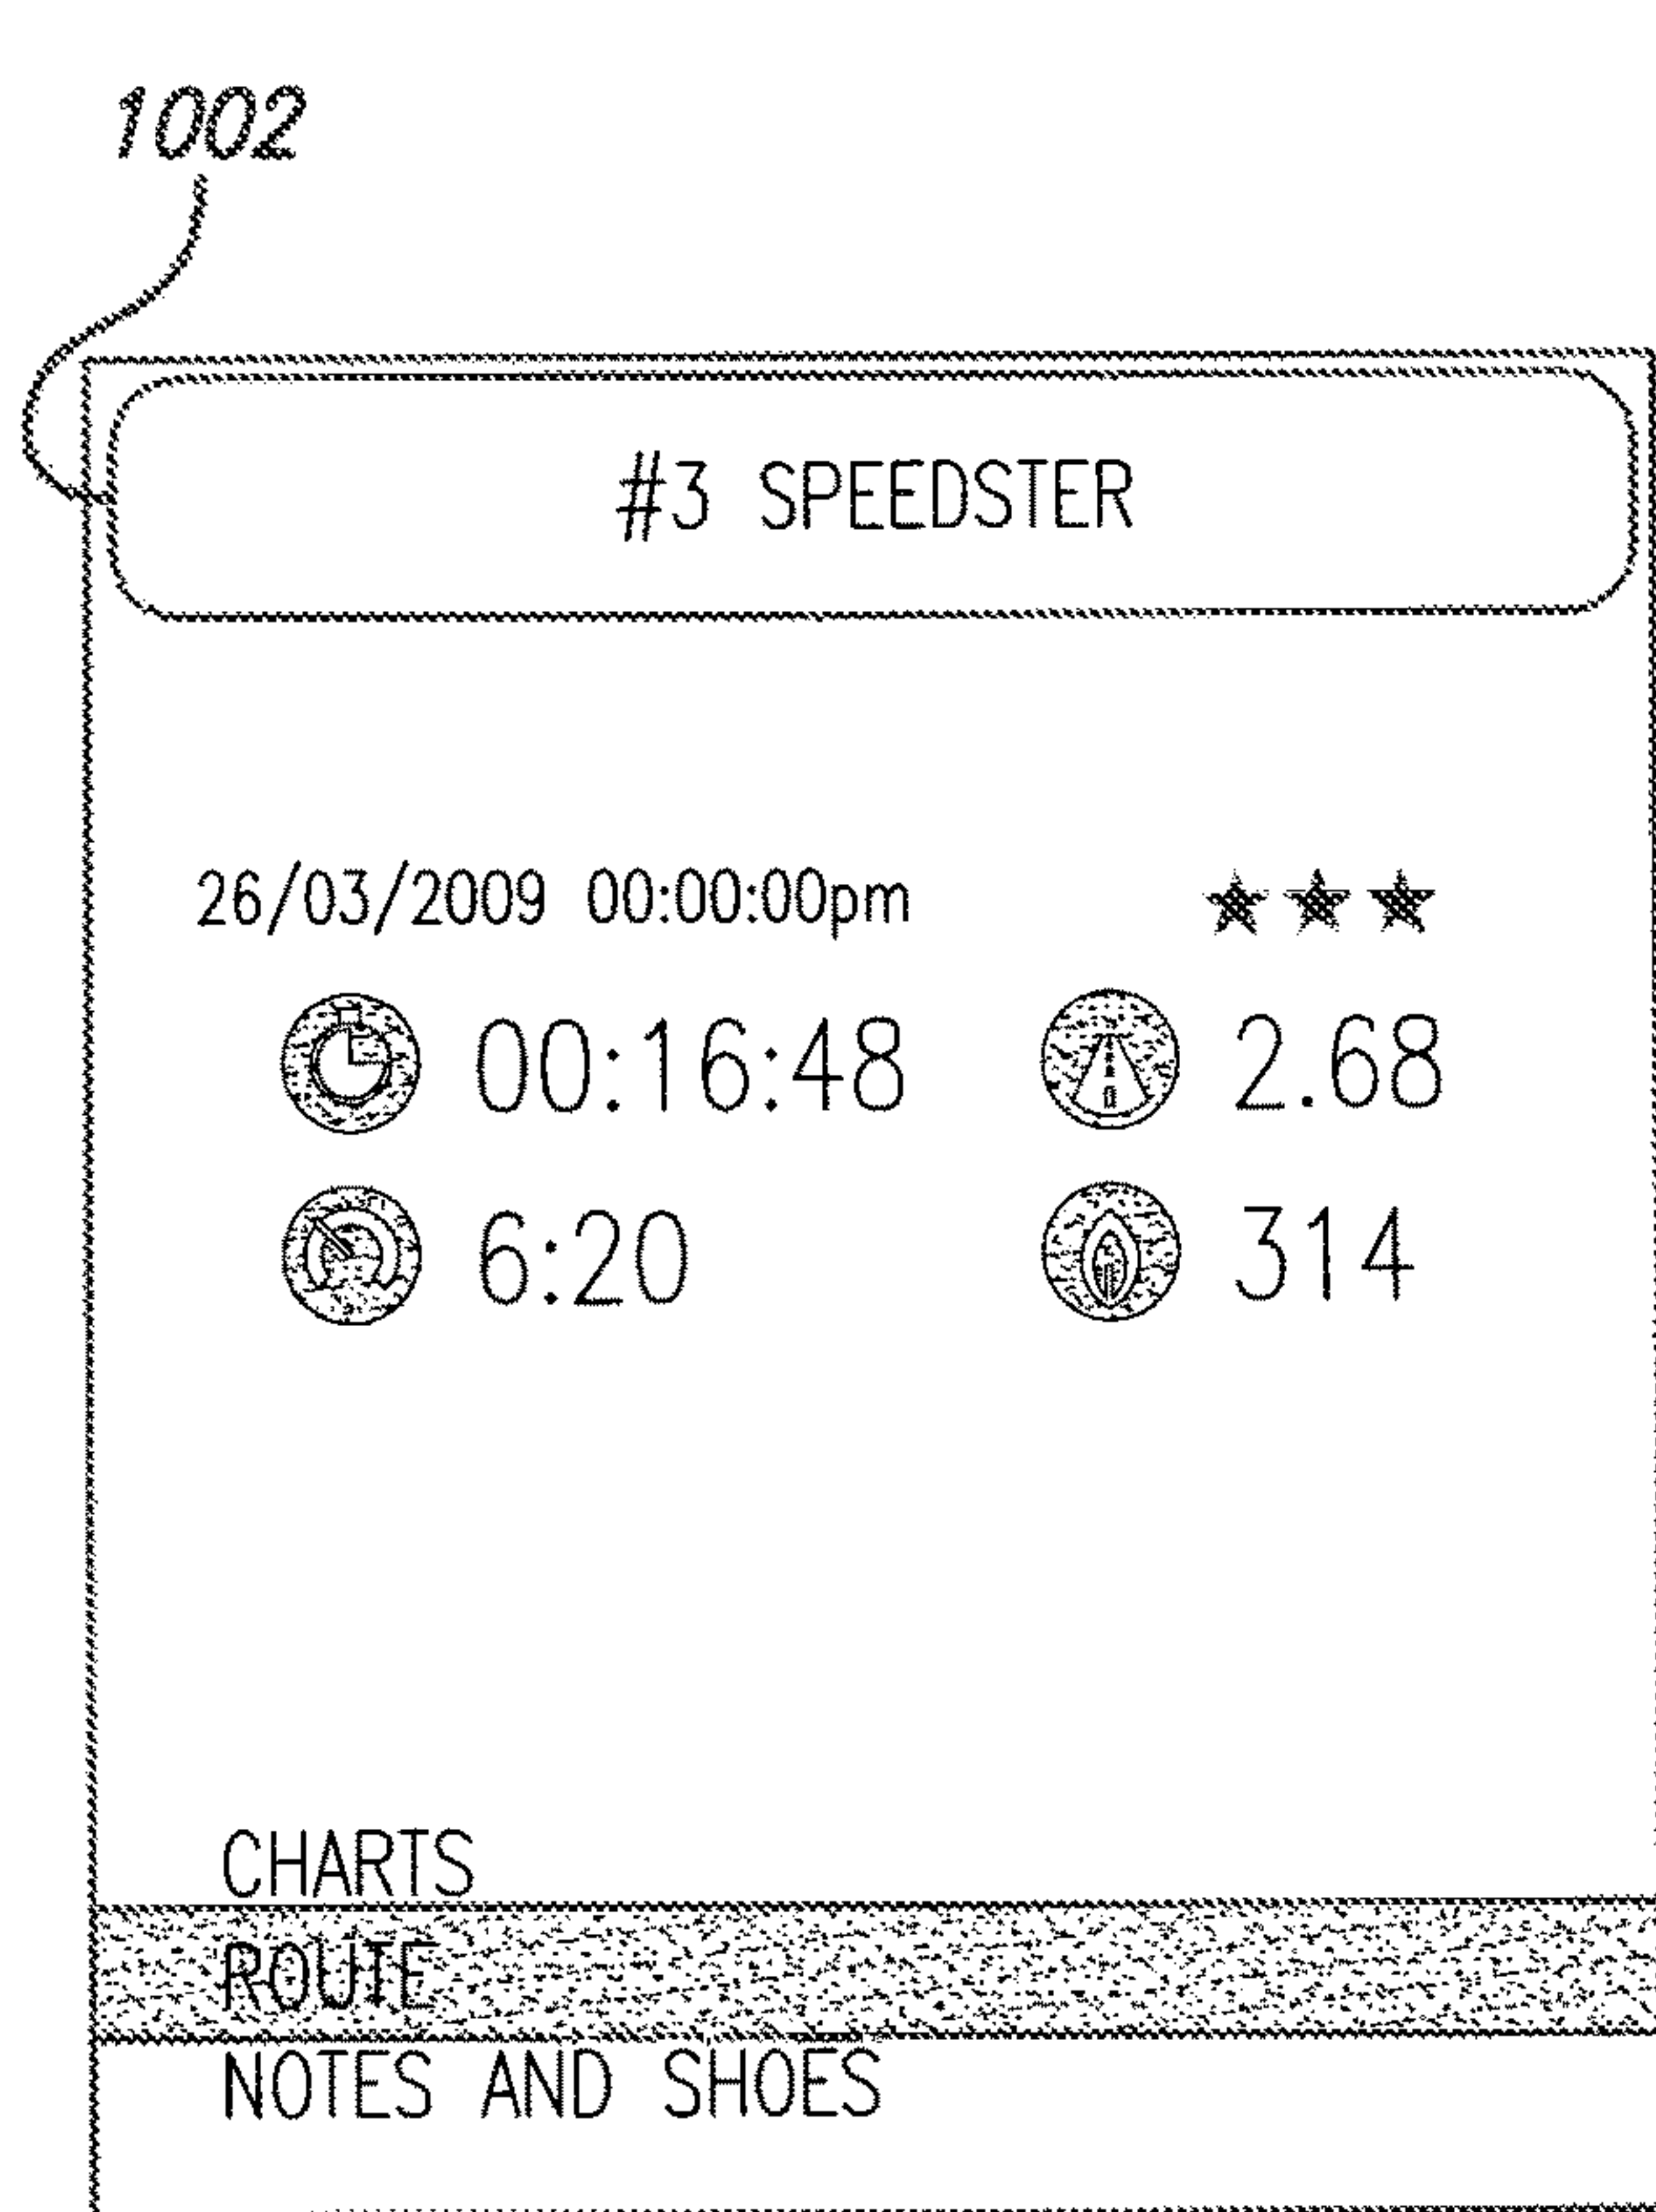 1002
#3 SPEEDSTER
26/03/2009 00:00:00pm
00:16:48 2.68
6:20 314
CHARTS
ROUTE
NOTES AND SHOES